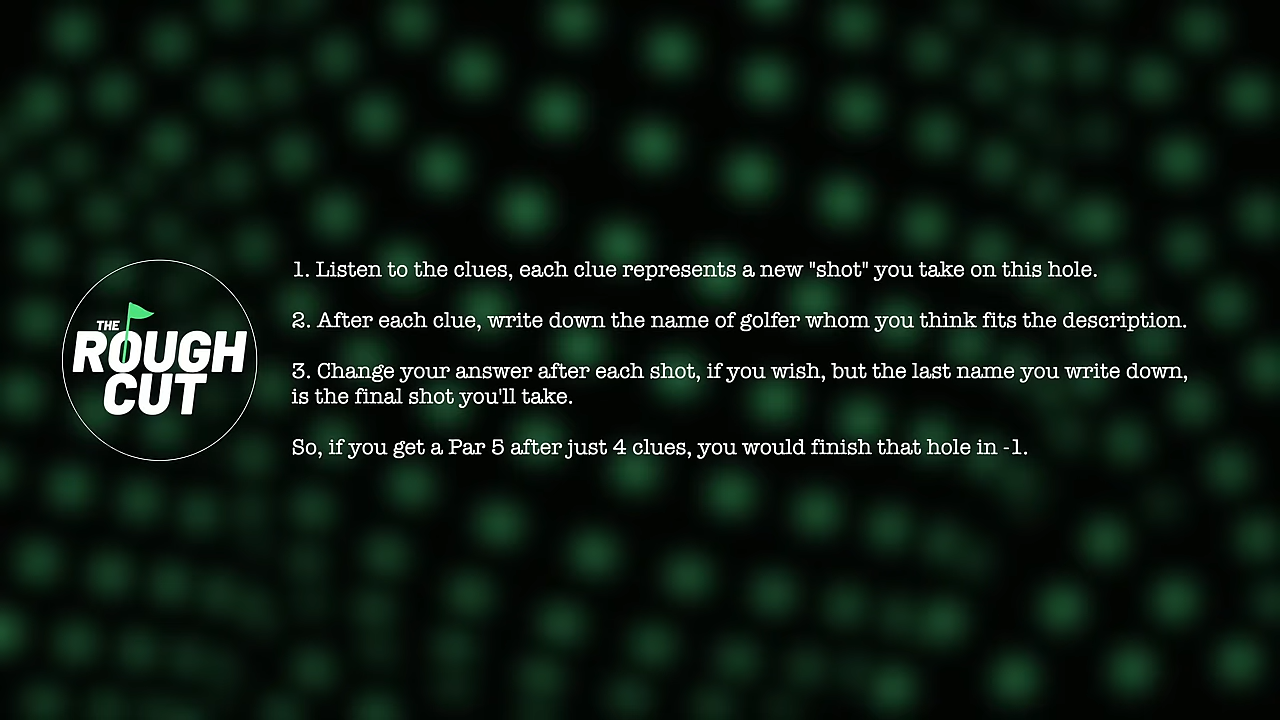 THE
ROUGH
CUT
1. Listen to the clues, each clue represents a new "shot" you take on this hole.
2. After each clue, write down the name of golfer whom you think fits the description.
3. Change your answer after each shot, if you wish, but the last name you write down,
is the final shot you'll take.
So, if you get a Par 5 after just 4 clues, you would finish that hole in -1.